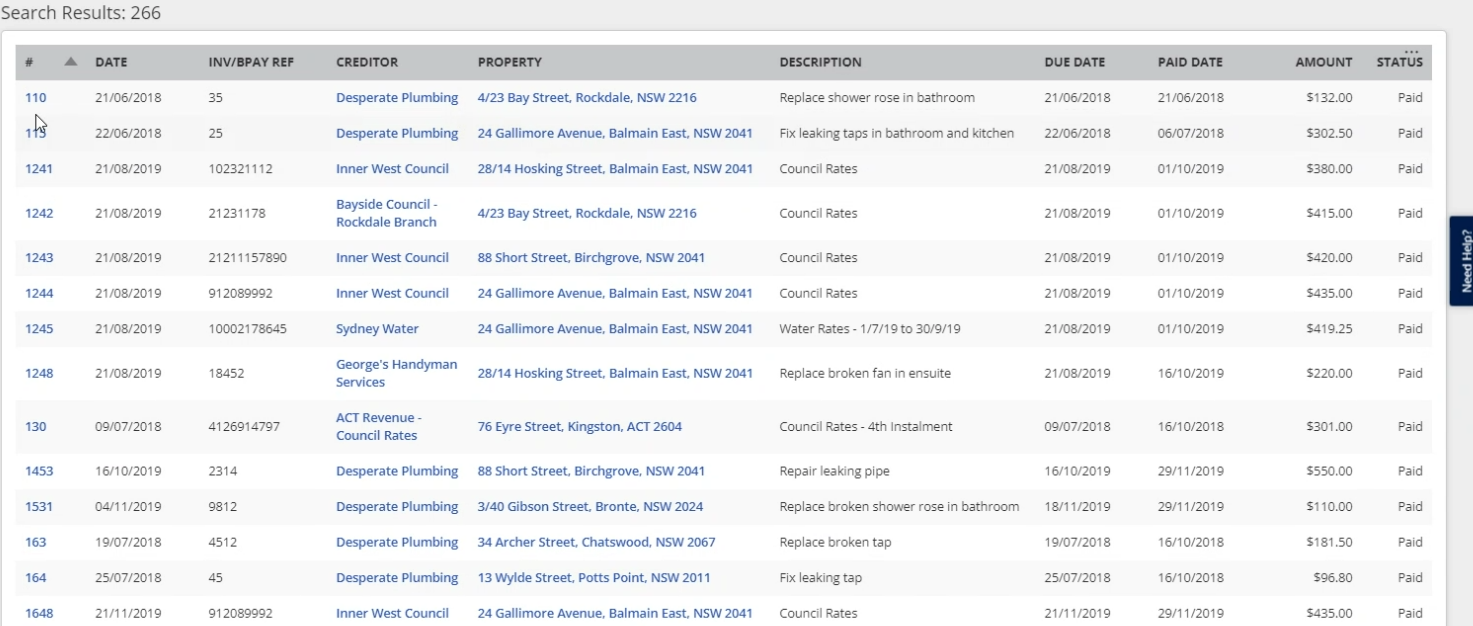 Search Results: 266
# DATE INV/BPAY REF CREDITOR PROPERTY DESCRIPTION DUE DATE PAID DATE AMOUNT STATUS
110 21/06/2018 35 Desperate Plumbing 4/23 Bay Street, Rockdale, NSW 2216 Replace shower rose in bathroom 21/06/2018 21/06/2018 $132.00 Paid
22/06/2018 25 Desperate Plumbing 24 Gallimore Avenue, Balmain East, NSW 2041 Fix leaking taps in bathroom and kitchen 22/06/2018 06/07/2018 $302.50 Paid
1241 21/08/2019 102321112 Inner West Council 28/14 Hosking Street, Balmain East, NSW 2041 Council Rates 21/08/2019 01/10/2019 $380.00 Paid
1242 21/08/2019 21231178 Bayside Council - Rockdale Branch 4/23 Bay Street, Rockdale, NSW 2216 Council Rates 21/08/2019 01/10/2019 $415.00 Paid
1243 21/08/2019 21211157890 Inner West Council 88 Short Street, Birchgrove, NSW 2041 Council Rates 21/08/2019 01/10/2019 $420.00 Paid
1244 21/08/2019 912089992 Inner West Council 24 Gallimore Avenue, Balmain East, NSW 2041 Council Rates 21/08/2019 01/10/2019 $435.00 Paid
1245 21/08/2019 10002178645 Sydney Water 24 Gallimore Avenue, Balmain East, NSW 2041 Water Rates - 1/7/19 to 30/9/19 21/08/2019 01/10/2019 $419.25 Paid
1248 21/08/2019 18452 George's Handyman Services 28/14 Hosking Street, Balmain East, NSW 2041 Replace broken fan in ensuite 21/08/2019 16/10/2019 $220.00 Paid
130 09/07/2018 4126914797 ACT Revenue - Council Rates 76 Eyre Street, Kingston, ACT 2604 Council Rates - 4th Instalment 09/07/2018 16/10/2018 $301.00 Paid
1453 16/10/2019 2314 Desperate Plumbing 88 Short Street, Birchgrove, NSW 2041 Repair leaking pipe 16/10/2019 29/11/2019 $550.00 Paid
1531 04/11/2019 9812 Desperate Plumbing 3/40 Gibson Street, Bronte, NSW 2024 Replace broken shower rose in bathroom 18/11/2019 29/11/2019 $110.00 Paid
163 19/07/2018 4512 Desperate Plumbing 34 Archer Street, Chatswood, NSW 2067 Replace broken tap 19/07/2018 16/10/2018 $181.50 Paid
164 25/07/2018 45 Desperate Plumbing 13 Wylde Street, Potts Point, NSW 2011 Fix leaking tap 25/07/2018 16/10/2018 $96.80 Paid
1648 21/11/2019 912089992 Inner West Council 24 Gallimore Avenue, Balmain East, NSW 2041 Council Rates 21/11/2019 29/11/2019 $435.00 Paid
Need Help?